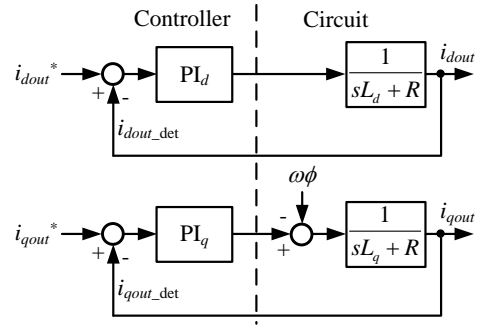 Controller Circuit
i_dout* + - PI_d 1/(sL_d + R) i_dout
i_dout_det
ωϕ
i_qout* + - PI_q - + 1/(sL_q + R) i_qout
i_qout_det